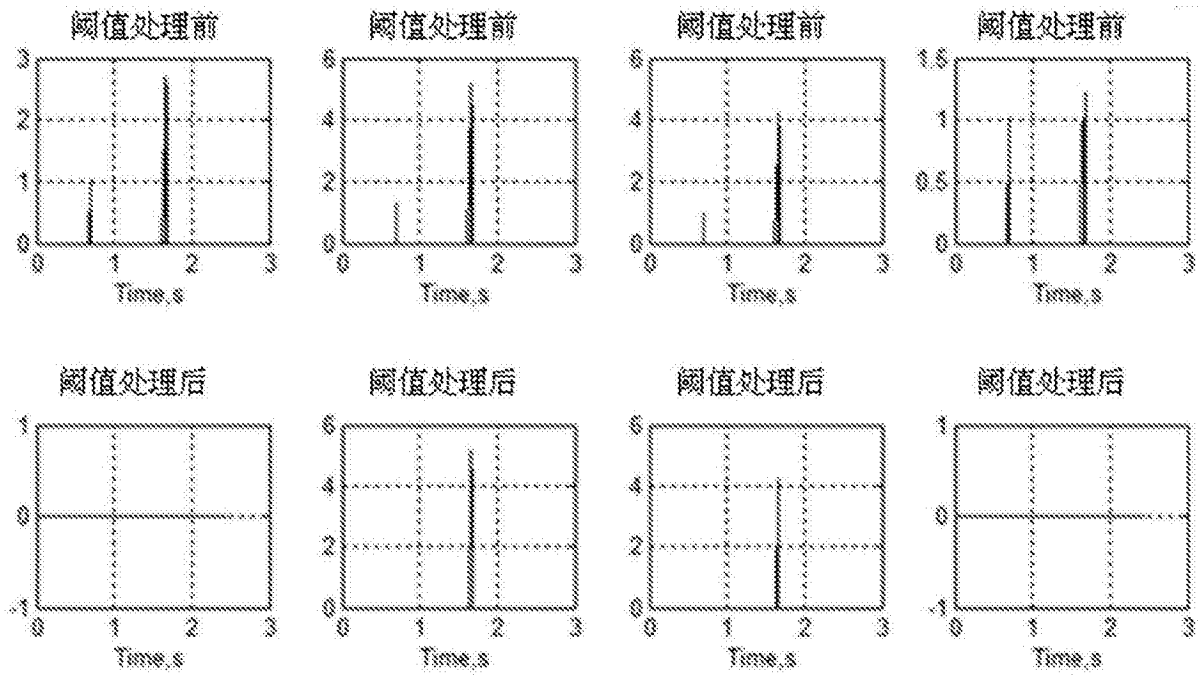 阈值处理前 阈值处理前 阈值处理前 阈值处理前
3 6 6 1.5
2 4 4 1
1 2 2 0.5
0 0 0 0
0 1 2 3 0 1 2 3 0 1 2 3 0 1 2 3
Time,s Time,s Time,s Time,s
阈值处理后 阈值处理后 阈值处理后 阈值处理后
1 6 6 1
4 4
0 0
2 2
-1 0 0 -1
0 1 2 3 0 1 2 3 0 1 2 3 0 1 2 3
Time,s Time,s Time,s Time,s